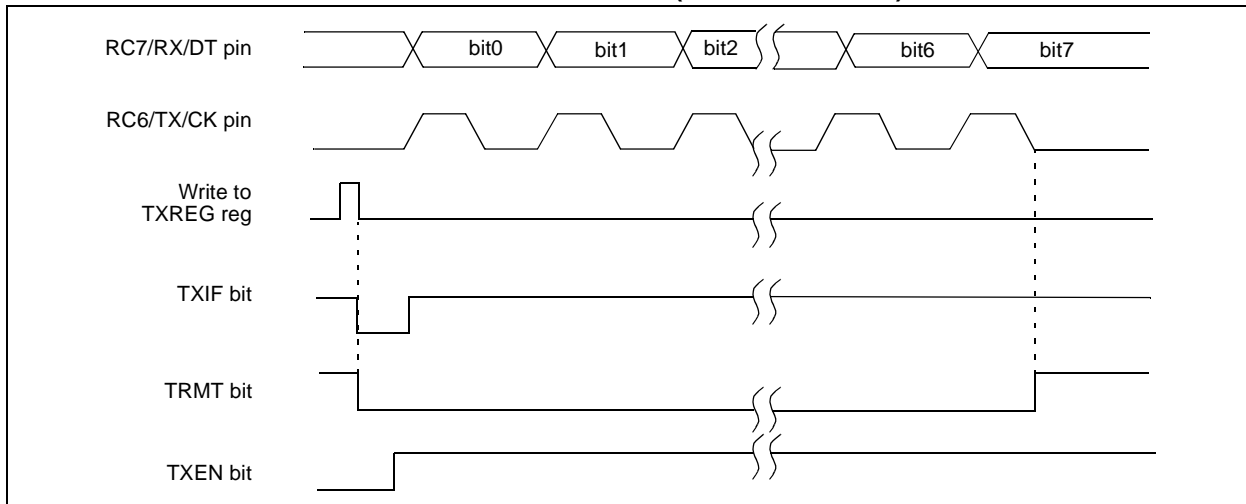 RC7/RX/DT pin
bit0 bit1 bit2 bit6 bit7
RC6/TX/CK pin
Write to
TXREG reg
TXIF bit
TRMT bit
TXEN bit